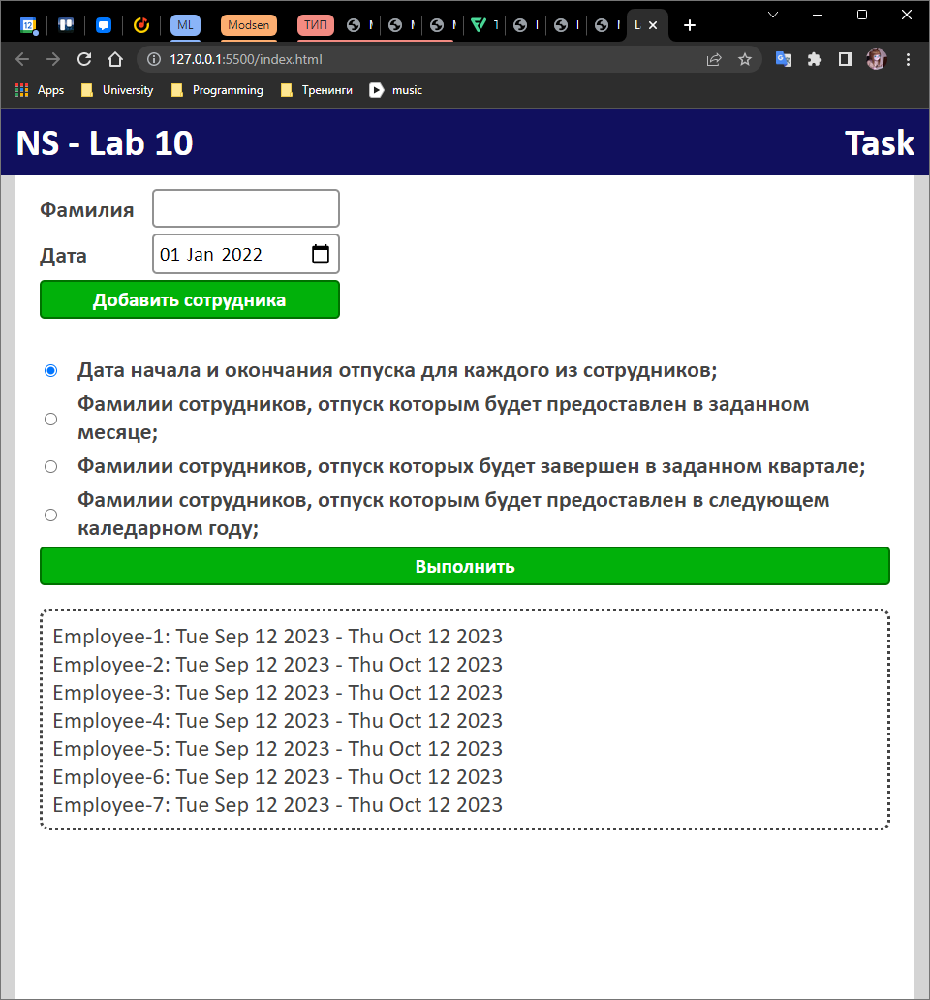 12
ML
Modsen
ТИП
L
127.0.0.1:5500/index.html
Apps
University
Programming
Тренинги
music
NS - Lab 10
Task
Фамилия
Дата
01 Jan 2022
Добавить сотрудника
Дата начала и окончания отпуска для каждого из сотрудников;
Фамилии сотрудников, отпуск которым будет предоставлен в заданном
месяце;
Фамилии сотрудников, отпуск которых будет завершен в заданном квартале;
Фамилии сотрудников, отпуск которым будет предоставлен в следующем
каледарном году;
Выполнить
Employee-1: Tue Sep 12 2023 - Thu Oct 12 2023
Employee-2: Tue Sep 12 2023 - Thu Oct 12 2023
Employee-3: Tue Sep 12 2023 - Thu Oct 12 2023
Employee-4: Tue Sep 12 2023 - Thu Oct 12 2023
Employee-5: Tue Sep 12 2023 - Thu Oct 12 2023
Employee-6: Tue Sep 12 2023 - Thu Oct 12 2023
Employee-7: Tue Sep 12 2023 - Thu Oct 12 2023